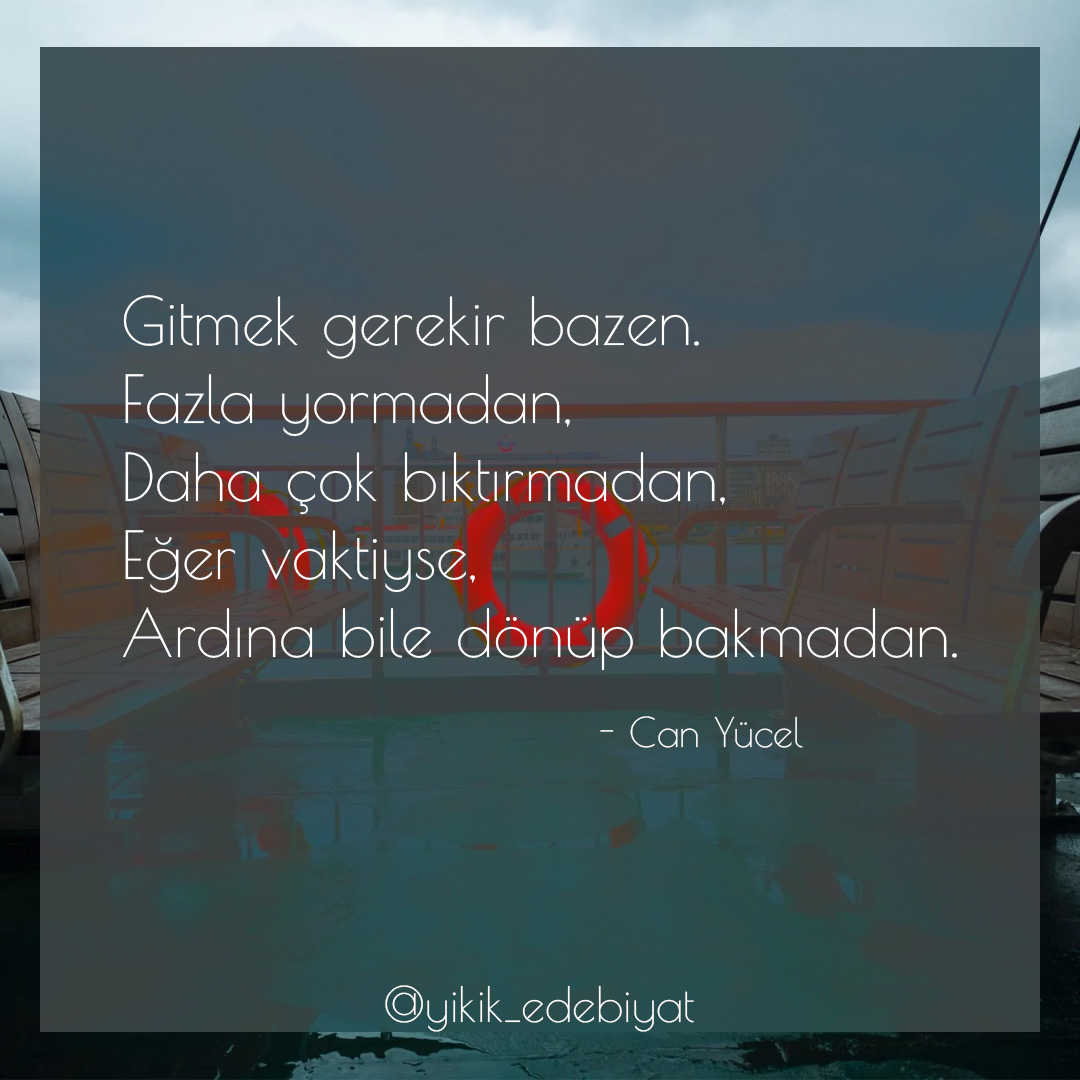 Gitmek gerekir bazen.
Fazla yormadan,
Daha çok bıktırmadan,
Eğer vaktiyse,
Ardına bile dönüp bakmadan.
- Can Yücel
@yikik_edebiyat